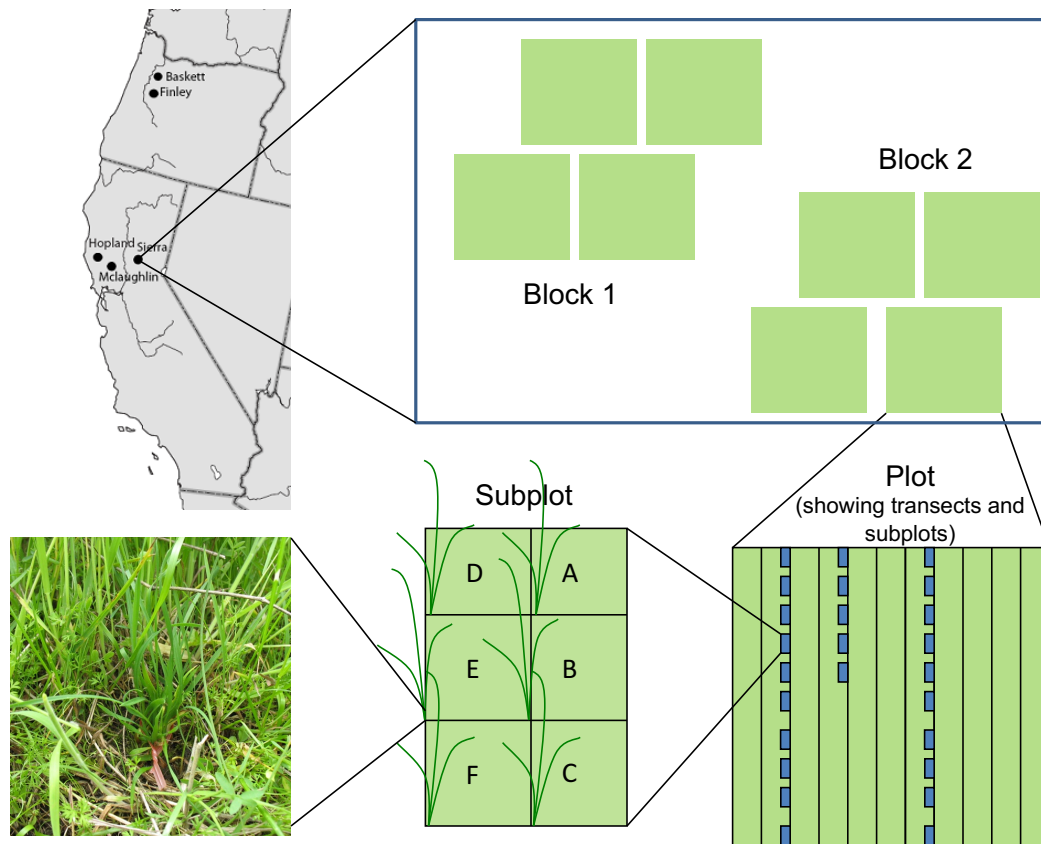 Baskett
Finley
Hopland
Sierra
Mclaughlin
Block 1
Block 2
Subplot
D A
E B
F C
Plot
(showing transects and
subplots)